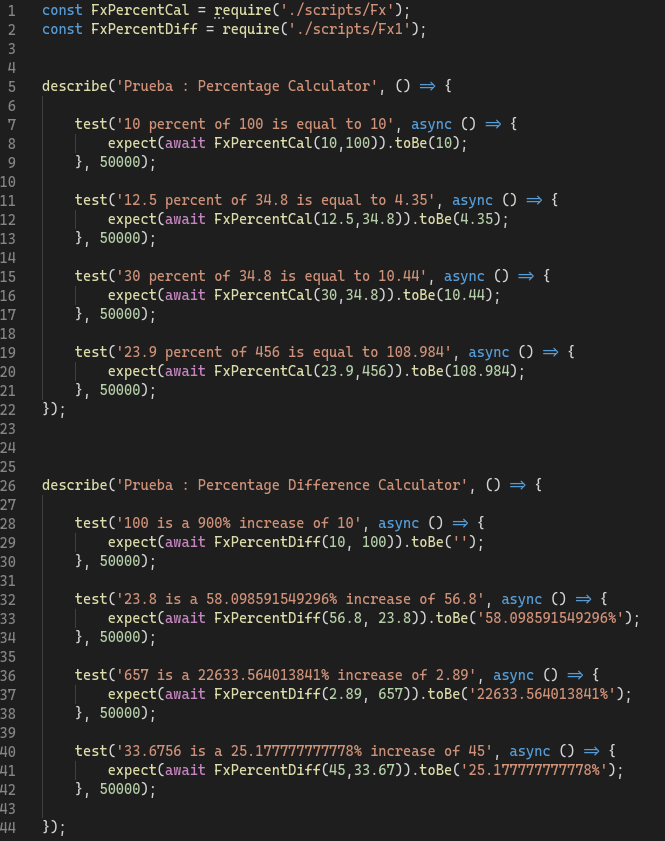 1 const FxPercentCal = require('./scripts/Fx');
2 const FxPercentDiff = require('./scripts/Fx1');
3
4
5 describe('Prueba : Percentage Calculator', () => {
6
7 test('10 percent of 100 is equal to 10', async () => {
8 expect(await FxPercentCal(10,100)).toBe(10);
9 }, 50000);
10
11 test('12.5 percent of 34.8 is equal to 4.35', async () => {
12 expect(await FxPercentCal(12.5,34.8)).toBe(4.35);
13 }, 50000);
14
15 test('30 percent of 34.8 is equal to 10.44', async () => {
16 expect(await FxPercentCal(30,34.8)).toBe(10.44);
17 }, 50000);
18
19 test('23.9 percent of 456 is equal to 108.984', async () => {
20 expect(await FxPercentCal(23.9,456)).toBe(108.984);
21 }, 50000);
22 });
23
24
25
26 describe('Prueba : Percentage Difference Calculator', () => {
27
28 test('100 is a 900% increase of 10', async () => {
29 expect(await FxPercentDiff(10, 100)).toBe('');
30 }, 50000);
31
32 test('23.8 is a 58.098591549296% increase of 56.8', async () => {
33 expect(await FxPercentDiff(56.8, 23.8)).toBe('58.098591549296%');
34 }, 50000);
35
36 test('657 is a 22633.564013841% increase of 2.89', async () => {
37 expect(await FxPercentDiff(2.89, 657)).toBe('22633.564013841%');
38 }, 50000);
39
40 test('33.6756 is a 25.177777777778% increase of 45', async () => {
41 expect(await FxPercentDiff(45,33.67)).toBe('25.177777777778%');
42 }, 50000);
43
44 });